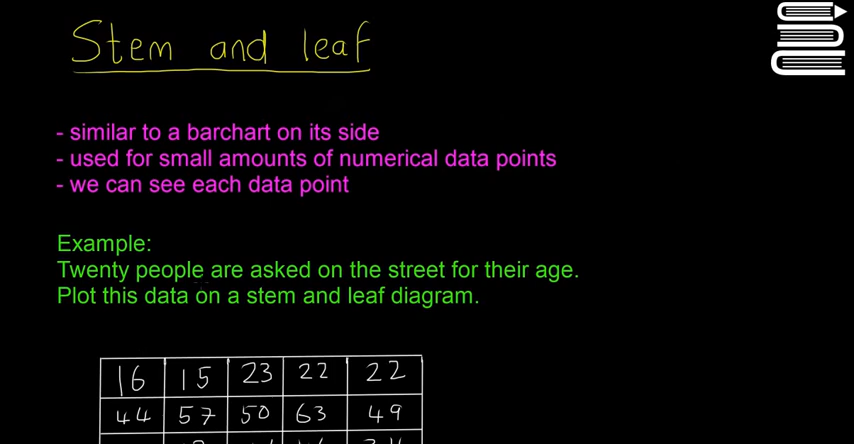 Stem and leaf
- similar to a barchart on its side
- used for small amounts of numerical data points
- we can see each data point
Example:
Twenty people are asked on the street for their age.
Plot this data on a stem and leaf diagram.
16 15 23 22 22
44 57 50 63 49